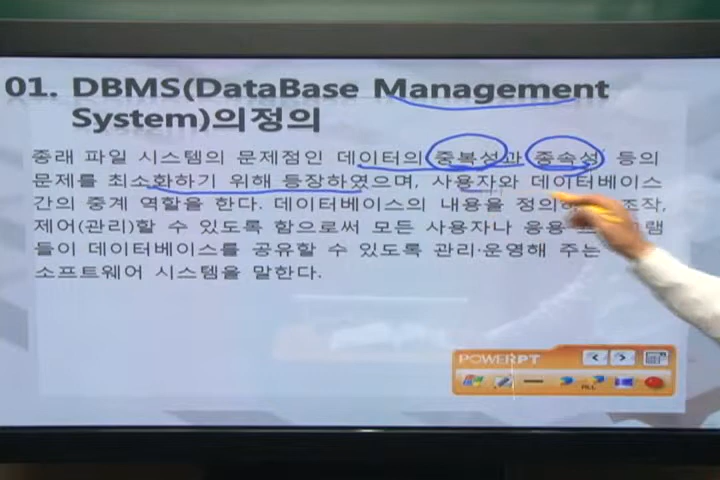 01. DBMS(DataBase Management
System)의정의
종래 파일 시스템의 문제점인 데이터의 중복성과 종속성 등의
문제를 최소화하기 위해 등장하였으며, 사용자와 데이터베이스
간의 중계 역할을 한다. 데이터베이스의 내용을 조작,
제어(관리)할 수 있도록 함으로써 모든 사용자나 응용
들이 데이터베이스를 공유할 수 있도록 관리·운영해 주는
소프트웨어 시스템을 말한다.
POWERPT
ALL